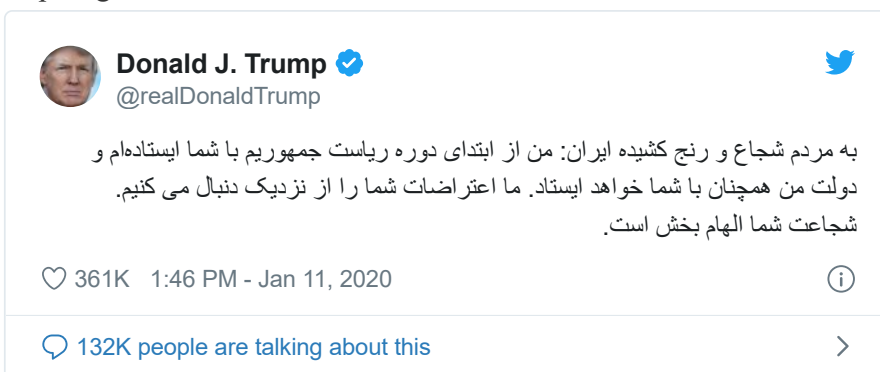 Donald J. Trump
@realDonaldTrump
به مردم شجاع و رنج کشیده ایران: من از ابتدای دوره ریاست جمهوریم با شما ایستاده‌ام و
دولت من همچنان با شما خواهد ایستاد. ما اعتراضات شما را از نزدیک دنبال می کنیم.
شجاعت شما الهام بخش است.
361K 1:46 PM - Jan 11, 2020
132K people are talking about this